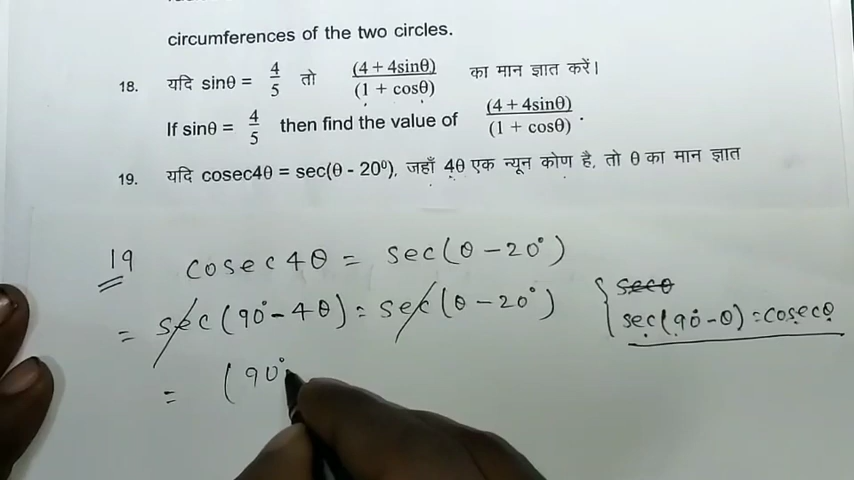 circumferences of the two circles.
18. यदि sinθ = 4/5 तो (4 + 4sinθ)/(1 + cosθ) का मान ज्ञात करें।
If sinθ = 4/5 then find the value of (4 + 4sinθ)/(1 + cosθ).
19. यदि cosec4θ = sec(θ - 20⁰), जहाँ 4θ एक न्यून कोण है, तो θ का मान ज्ञात
19 cosec4θ = sec(θ - 20°)
= sec(90° - 4θ) = sec(θ - 20°)
secθ
sec(90° - θ) = cosecθ
= (90°